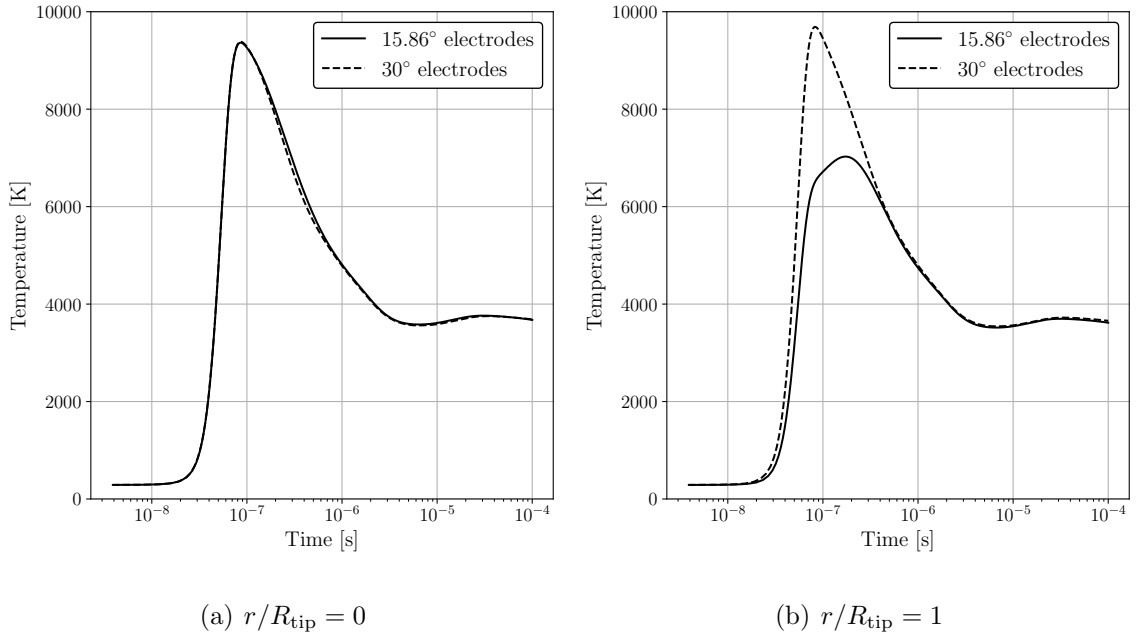 10000
8000
6000
4000
2000
0
Temperature [K]
15.86° electrodes
30° electrodes
10⁻⁸ 10⁻⁷ 10⁻⁶ 10⁻⁵ 10⁻⁴
Time [s]
(a) r/R_tip = 0
10000
8000
6000
4000
2000
0
Temperature [K]
15.86° electrodes
30° electrodes
10⁻⁸ 10⁻⁷ 10⁻⁶ 10⁻⁵ 10⁻⁴
Time [s]
(b) r/R_tip = 1